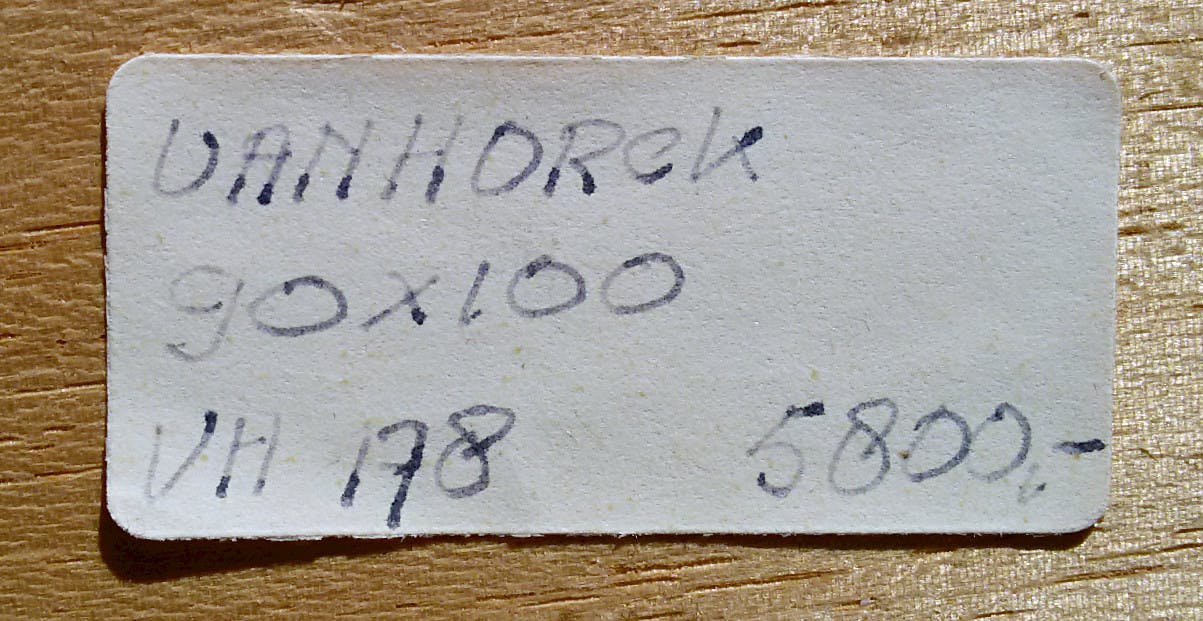 VANHORCK
90x100
VH 178 5800,-